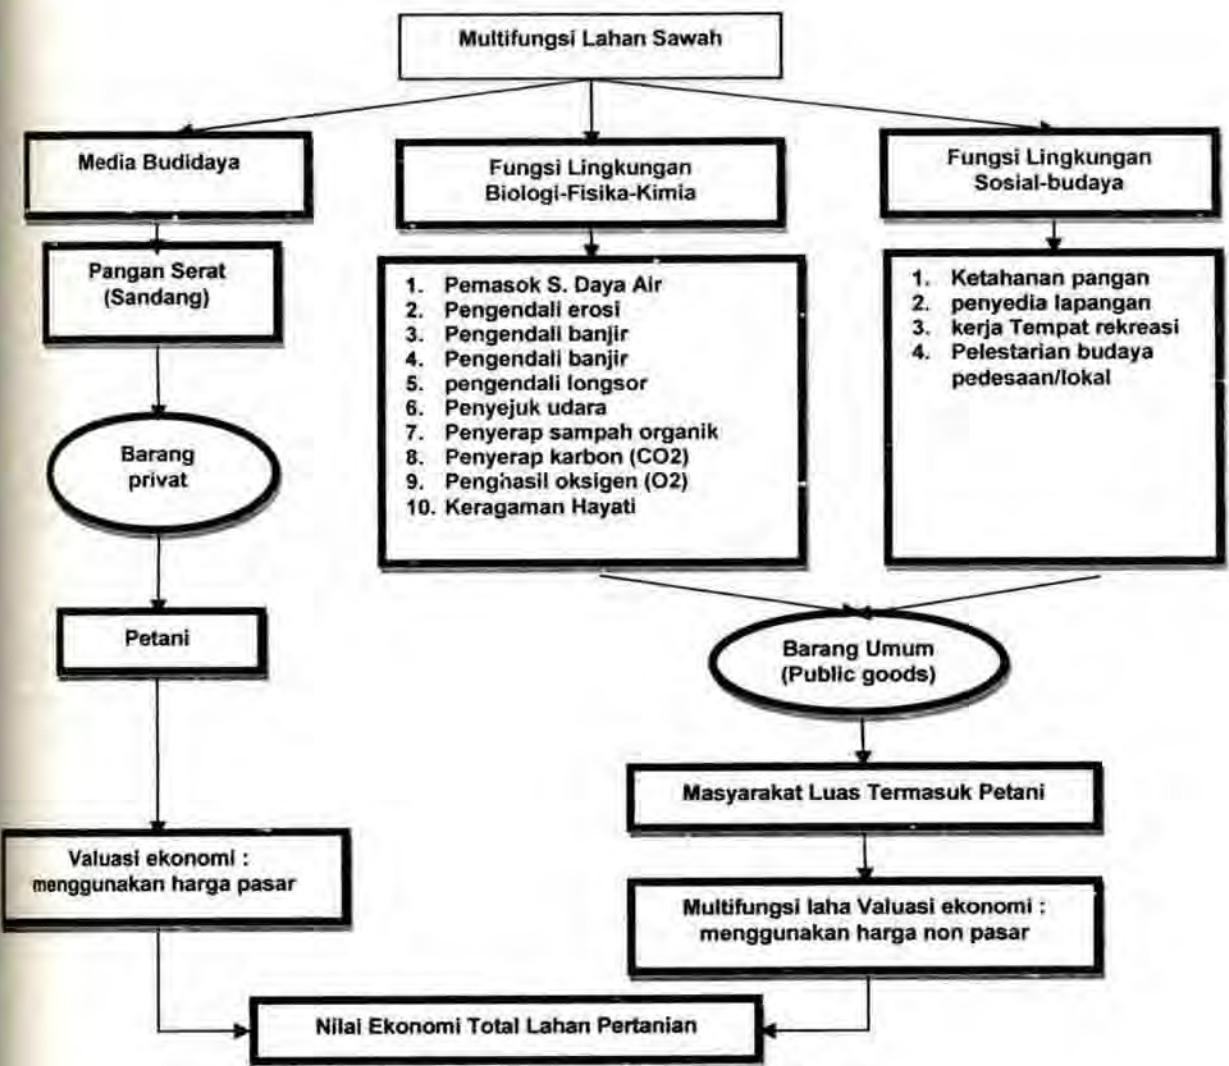 Multifungsi Lahan Sawah
Media Budidaya
Fungsi Lingkungan
Biologi-Fisika-Kimia
Fungsi Lingkungan
Sosial-budaya
Pangan Serat
(Sandang)
1. Pemasok S. Daya Air
2. Pengendali erosi
3. Pengendali banjir
4. Pengendali banjir
5. pengendali longsor
6. Penyejuk udara
7. Penyerap sampah organik
8. Penyerap karbon (CO2)
9. Penghasil oksigen (O2)
10. Keragaman Hayati
1. Ketahanan pangan
2. penyedia lapangan
3. kerja Tempat rekreasi
4. Pelestarian budaya
pedesaan/lokal
Barang
privat
Petani
Barang Umum
(Public goods)
Masyarakat Luas Termasuk Petani
Valuasi ekonomi :
menggunakan harga pasar
Multifungsi laha Valuasi ekonomi :
menggunakan harga non pasar
Nilai Ekonomi Total Lahan Pertanian